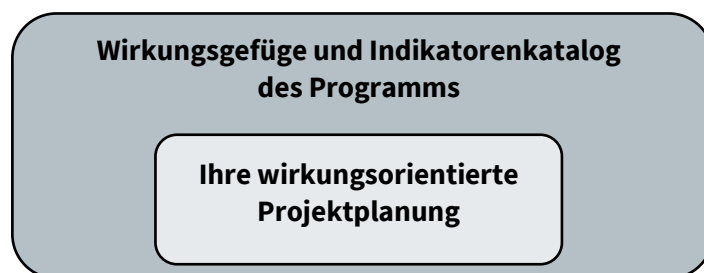 Wirkungsgefüge und Indikatorenkatalog
des Programms
Ihre wirkungsorientierte
Projektplanung